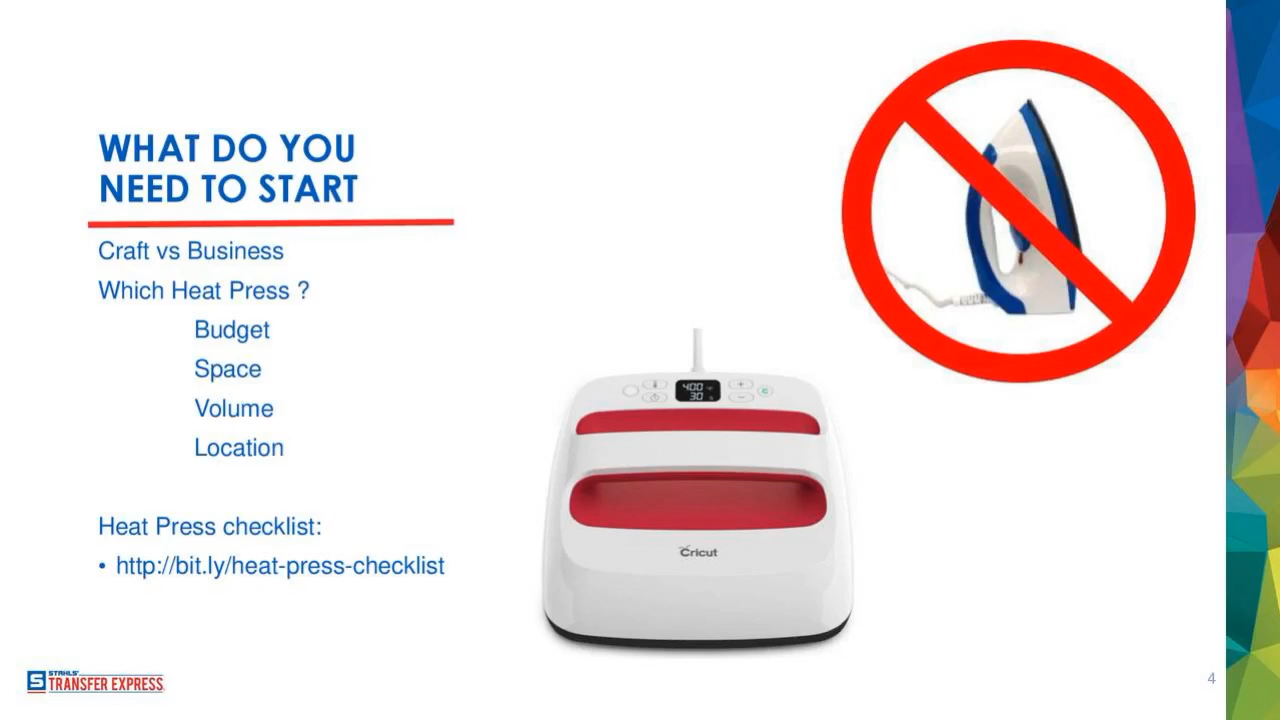 WHAT DO YOU
NEED TO START
Craft vs Business
Which Heat Press ?
Budget
Space
Volume
Location
Heat Press checklist:
• http://bit.ly/heat-press-checklist
400 °F
30 s
Cricut
S STAHLS'
TRANSFER EXPRESS
4